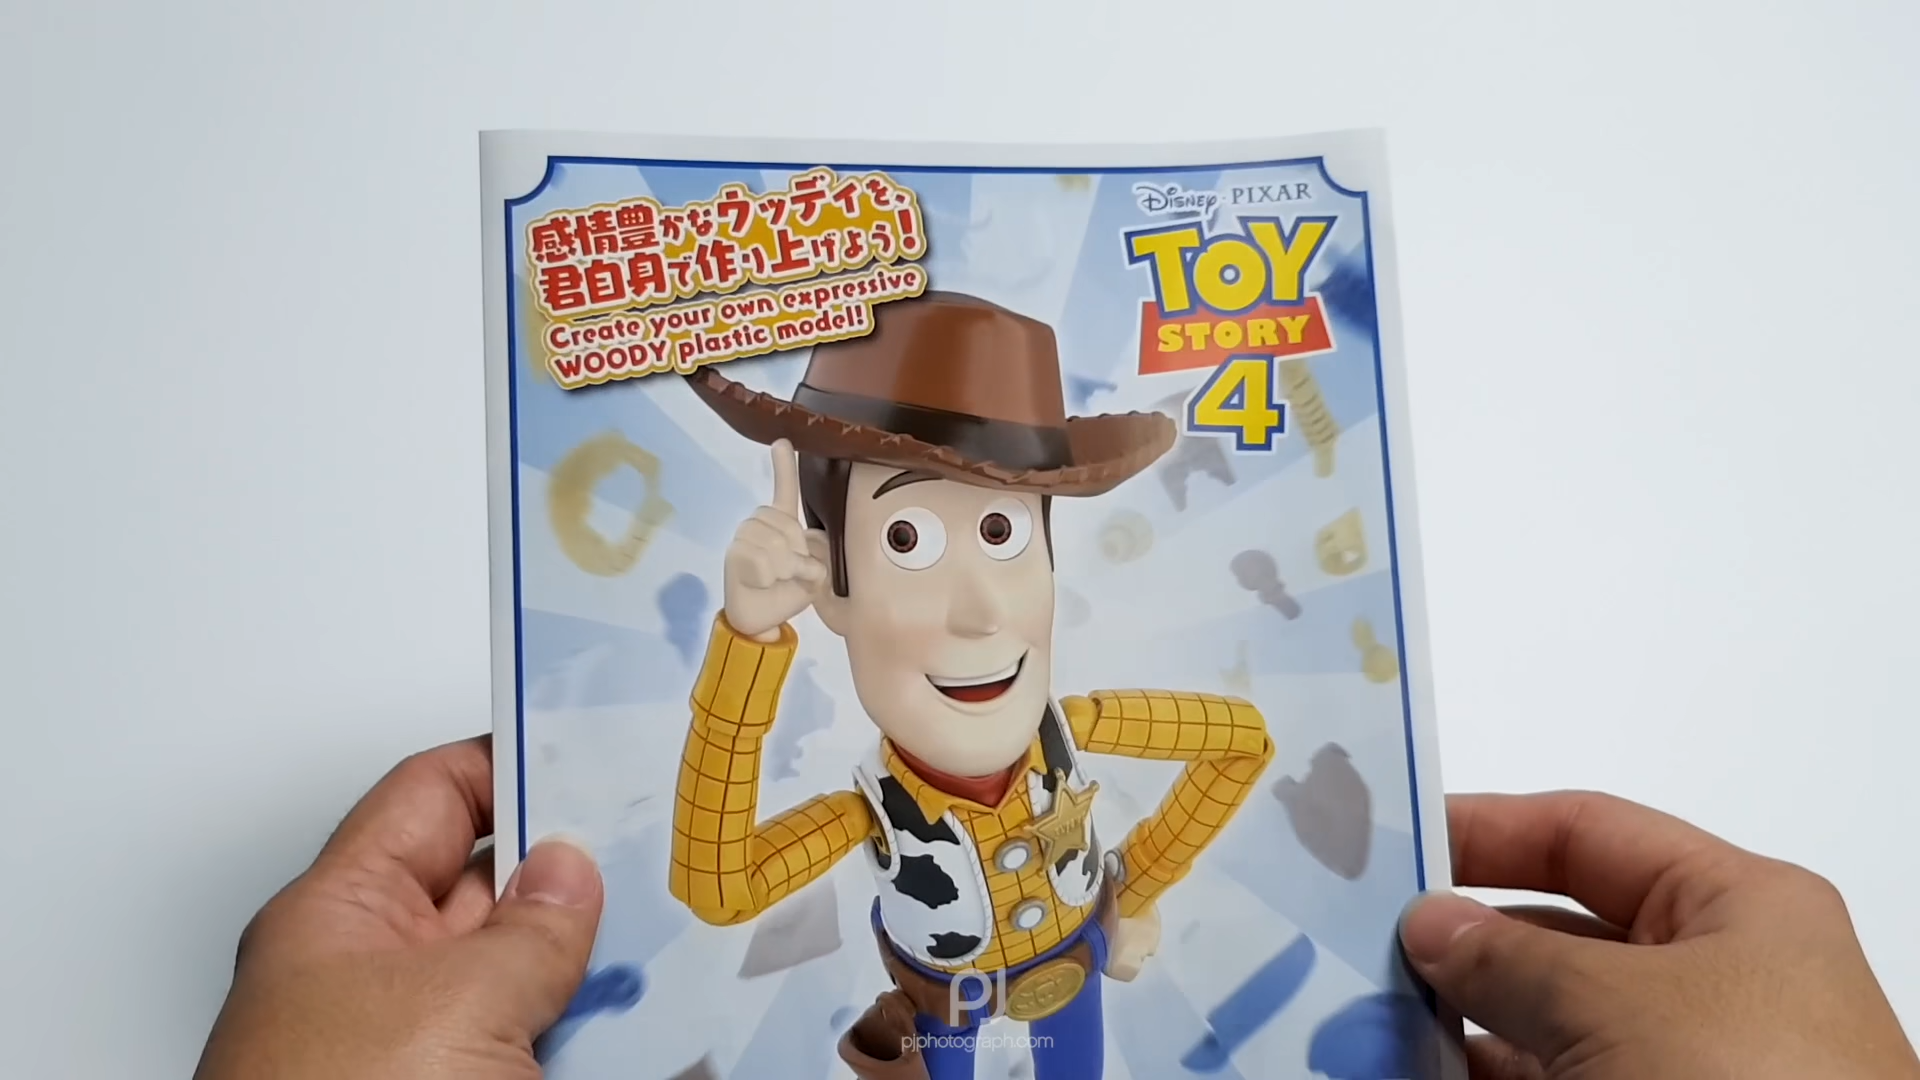 感情豊かなウッディを、
君自身で作り上げよう!
Create your own expressive
WOODY plastic model!
Disney · PIXAR
TOY
STORY
4
PJ
pjphotograph.com